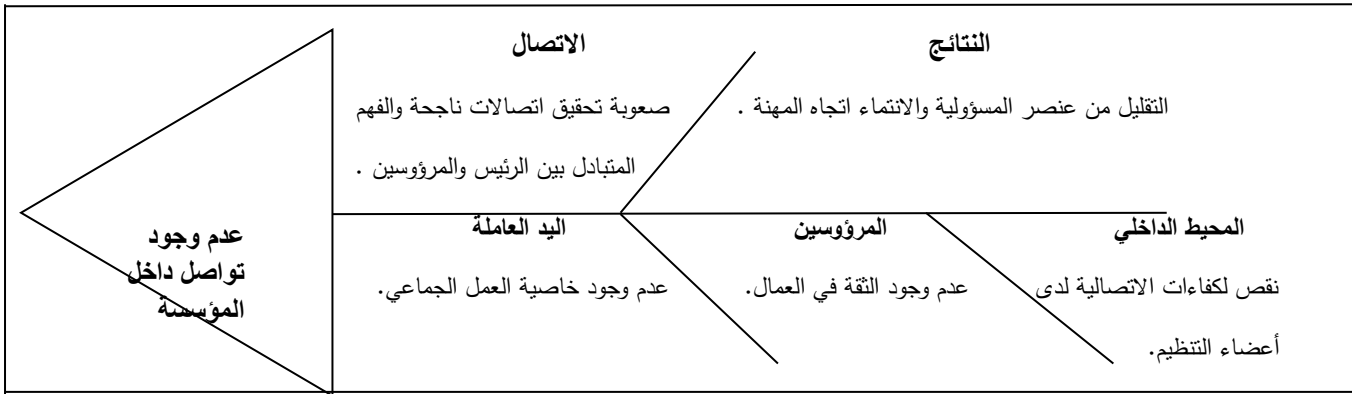 النتائج
الاتصال
التقليل من عنصر المسؤولية والانتماء اتجاه المهنة .
صعوبة تحقيق اتصالات ناجحة والفهم
المتبادل بين الرئيس والمرؤوسين .
المحيط الداخلي
المرؤوسين
اليد العاملة
عدم وجود
تواصل داخل
المؤسسة
نقص لكفاءات الاتصالية لدى
أعضاء التنظيم.
عدم وجود الثقة في العمال.
عدم وجود خاصية العمل الجماعي.